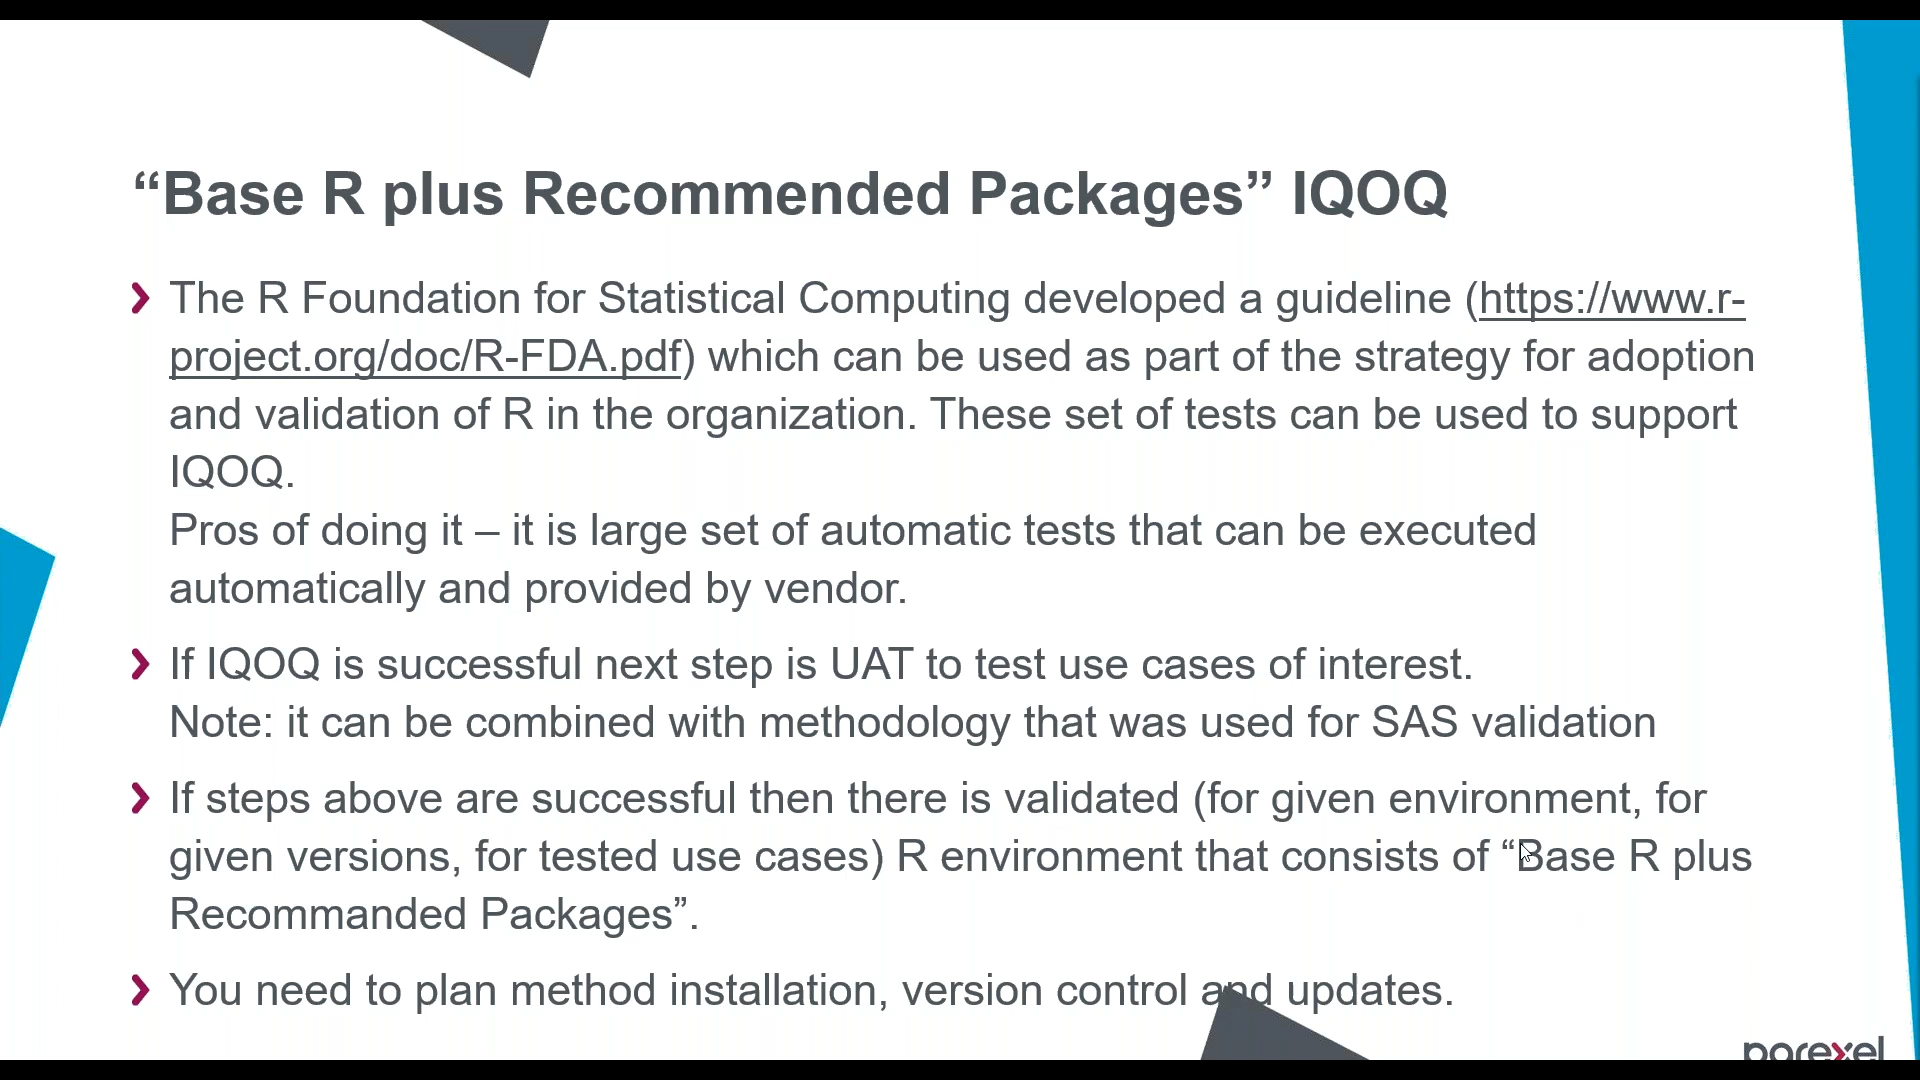 “Base R plus Recommended Packages” IQOQ
The R Foundation for Statistical Computing developed a guideline (https://www.r-
project.org/doc/R-FDA.pdf) which can be used as part of the strategy for adoption
and validation of R in the organization. These set of tests can be used to support
IQOQ.
Pros of doing it – it is large set of automatic tests that can be executed
automatically and provided by vendor.
If IQOQ is successful next step is UAT to test use cases of interest.
Note: it can be combined with methodology that was used for SAS validation
If steps above are successful then there is validated (for given environment, for
given versions, for tested use cases) R environment that consists of “Base R plus
Recommanded Packages”.
You need to plan method installation, version control and updates.
parexel